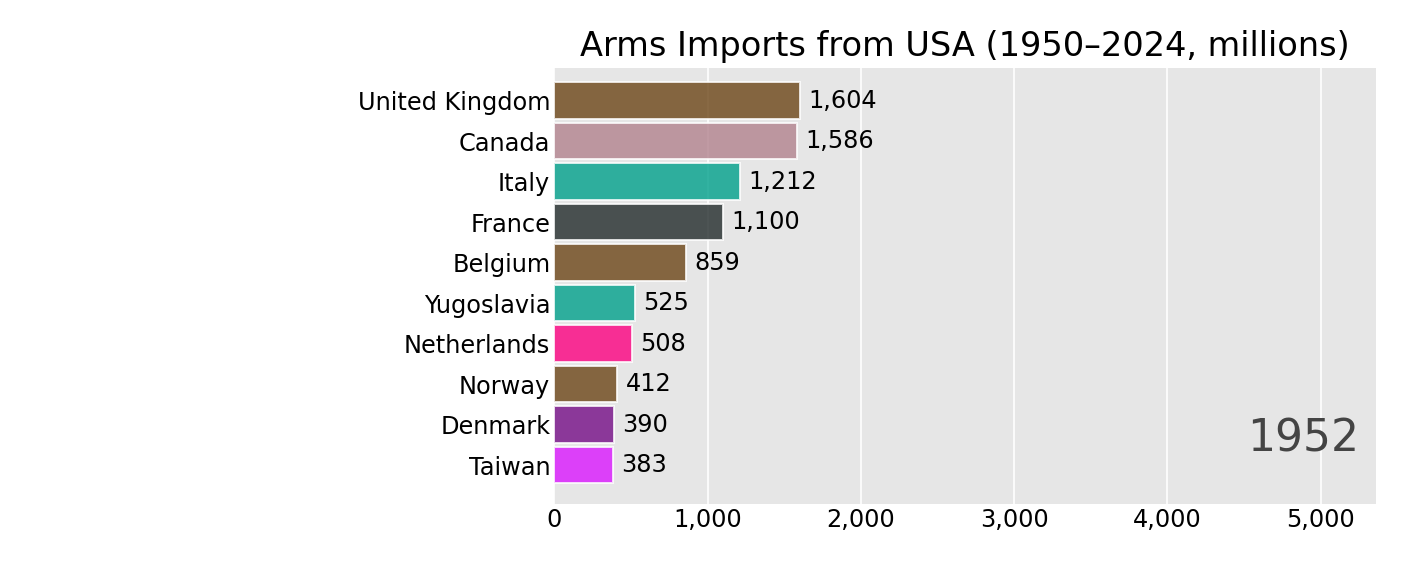 Arms Imports from USA (1950–2024, millions)
United Kingdom 1,604
Canada 1,586
Italy 1,212
France 1,100
Belgium 859
Yugoslavia 525
Netherlands 508
Norway 412
Denmark 390
Taiwan 383
1952
0 1,000 2,000 3,000 4,000 5,000